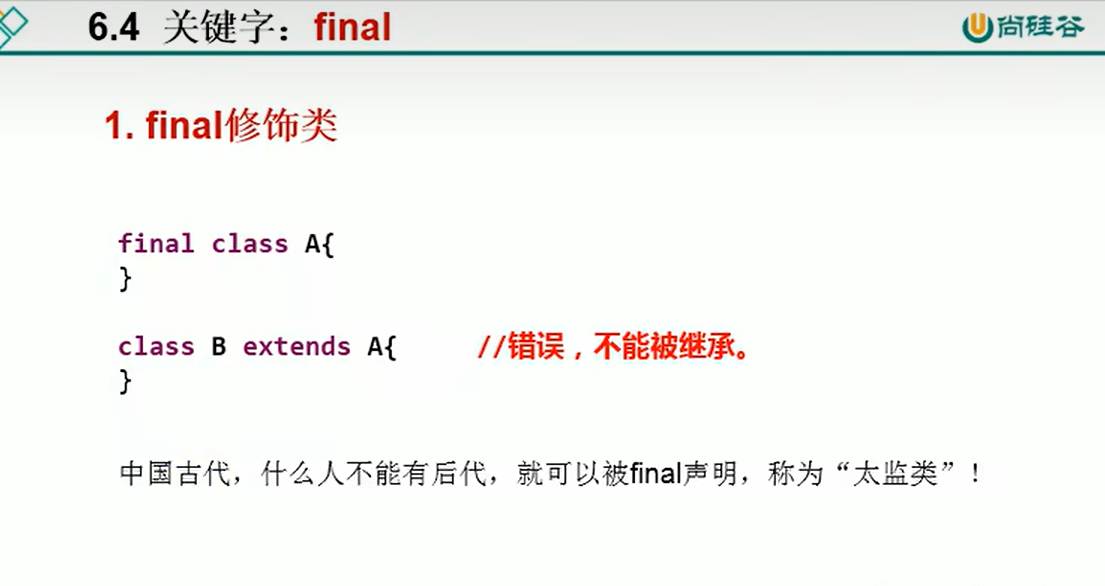 6.4 关键字：final
尚硅谷
1. final修饰类
final class A{
}
class B extends A{ //错误，不能被继承。
}
中国古代，什么人不能有后代，就可以被final声明，称为“太监类”！